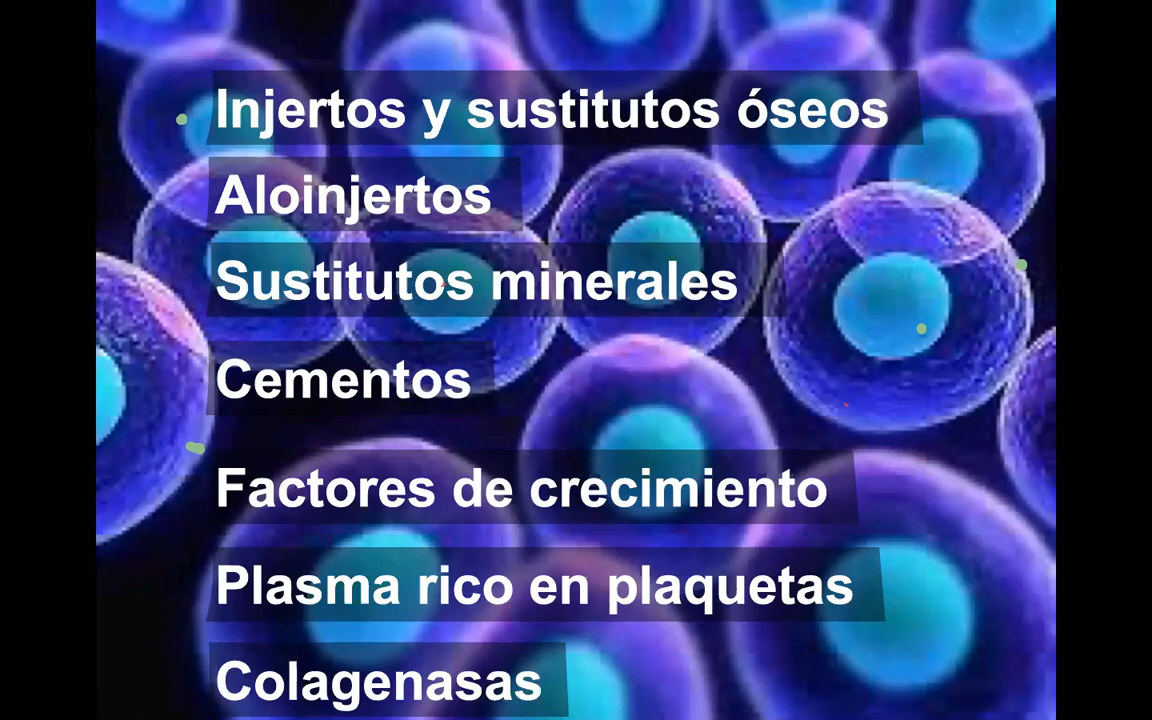 Injertos y sustitutos óseos
Aloinjertos
Sustitutos minerales
Cementos
Factores de crecimiento
Plasma rico en plaquetas
Colagenasas